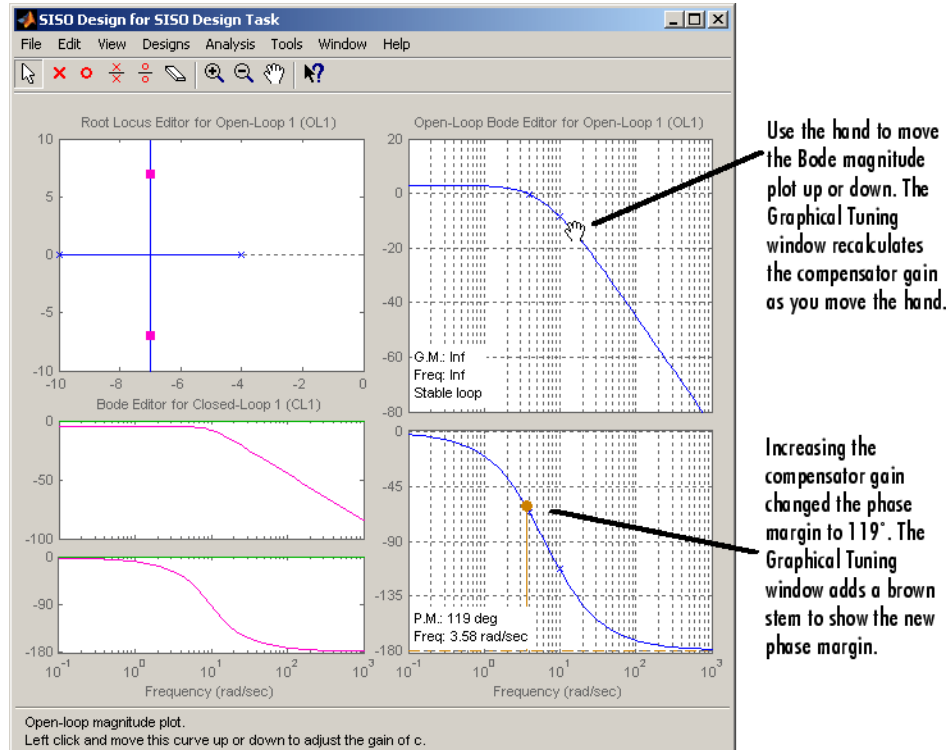 SISO Design for SISO Design Task
File Edit View Designs Analysis Tools Window Help
Root Locus Editor for Open-Loop 1 (OL1)
10
5
0
-5
-10
-10 -8 -6 -4 -2 0
Bode Editor for Closed-Loop 1 (CL1)
0
-50
-100
0
-90
-180
10^-1 10^0 10^1 10^2 10^3
Frequency (rad/sec)
Open-Loop Bode Editor for Open-Loop 1 (OL1)
20
0
-20
-40
-60
-80
G.M.: Inf
Freq: Inf
Stable loop
0
-45
-90
-135
-180
P.M.: 119 deg
Freq: 3.58 rad/sec
10^-1 10^0 10^1 10^2 10^3
Frequency (rad/sec)
Open-loop magnitude plot.
Left click and move this curve up or down to adjust the gain of c.
Use the hand to move
the Bode magnitude
plot up or down. The
Graphical Tuning
window recalculates
the compensator gain
as you move the hand.
Increasing the
compensator gain
changed the phase
margin to 119°. The
Graphical Tuning
window adds a brown
stem to show the new
phase margin.